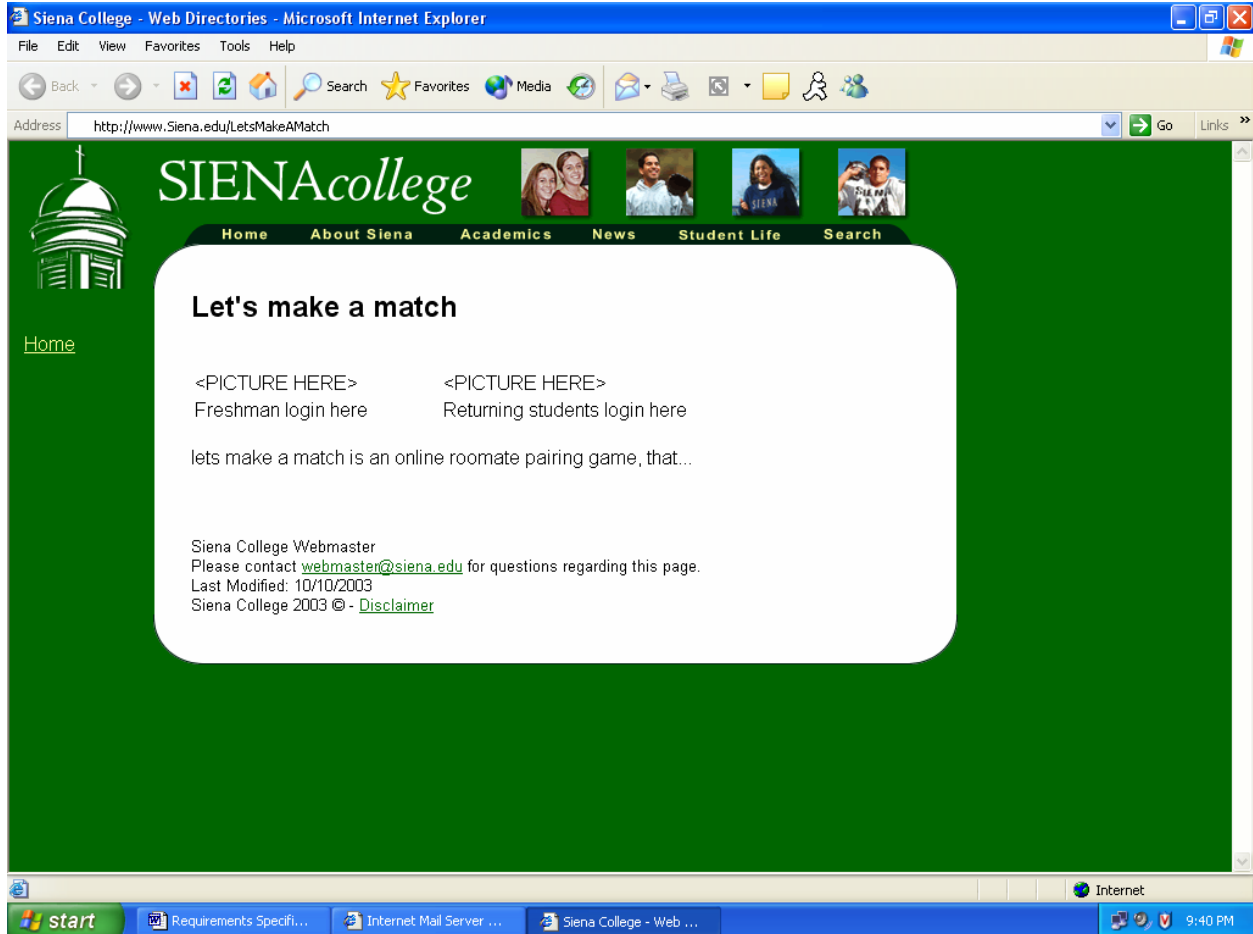 Siena College - Web Directories - Microsoft Internet Explorer
File Edit View Favorites Tools Help
Back Search Favorites Media
Address http://www.Siena.edu/LetsMakeAMatch Go Links »
SIENAcollege
SIENA
SIENA
Home About Siena Academics News Student Life Search
Let's make a match
Home
<PICTURE HERE> <PICTURE HERE>
Freshman login here Returning students login here
lets make a match is an online roomate pairing game, that...
Siena College Webmaster
Please contact webmaster@siena.edu for questions regarding this page.
Last Modified: 10/10/2003
Siena College 2003 © - Disclaimer
Internet
start Requirements Specifi... Internet Mail Server ... Siena College - Web ... 9:40 PM